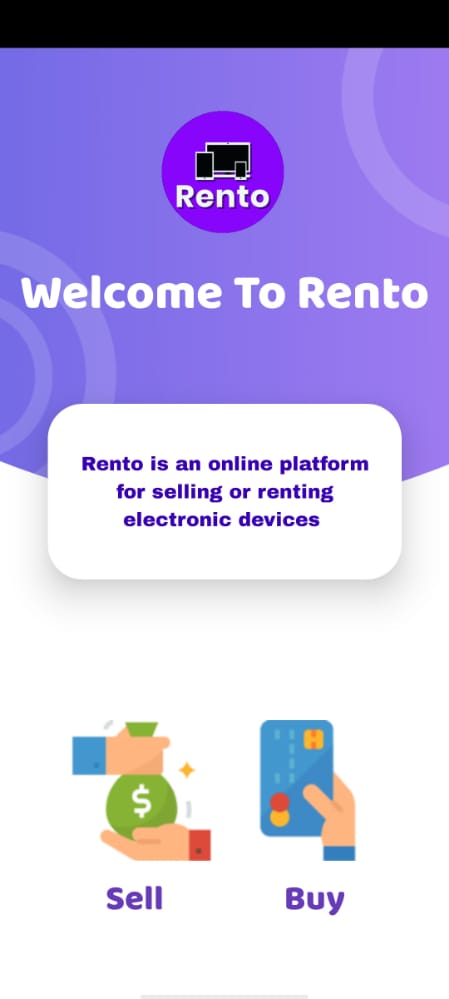 Rento
Welcome To Rento
Rento is an online platform
for selling or renting
electronic devices
$
Sell
Buy